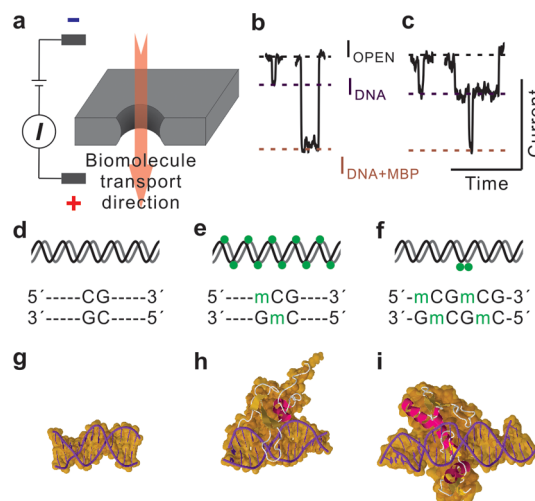 a
b
c
−
I
+
Biomolecule
transport
direction
I OPEN
I DNA
I DNA+MBP
Current
Time
d
e
f
5´-----CG-----3´
3´-----GC-----5´
5´----mCG-----3´
3´-----GmC----5´
5´-mCGmCG-3´
3´-GmCGmC-5´
g
h
i